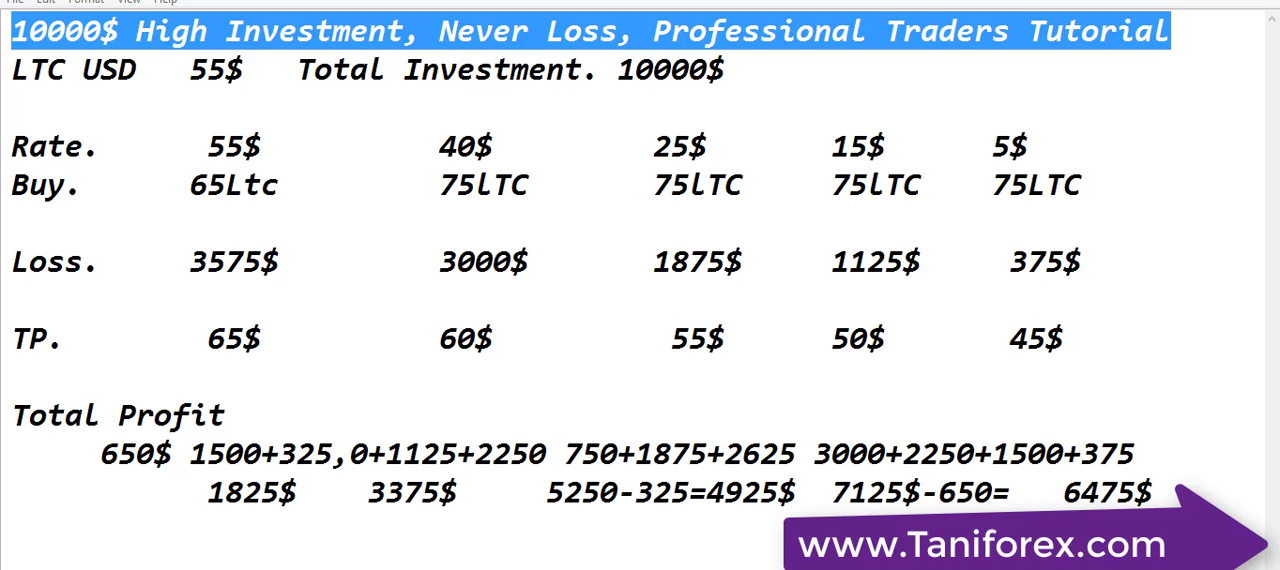 10000$ High Investment, Never Loss, Professional Traders Tutorial
LTC USD 55$ Total Investment. 10000$
Rate. 55$ 40$ 25$ 15$ 5$
Buy. 65Ltc 75lTC 75lTC 75lTC 75LTC
Loss. 3575$ 3000$ 1875$ 1125$ 375$
TP. 65$ 60$ 55$ 50$ 45$
Total Profit
650$ 1500+325,0+1125+2250 750+1875+2625 3000+2250+1500+375
1825$ 3375$ 5250-325=4925$ 7125$-650= 6475$
www.Taniforex.com